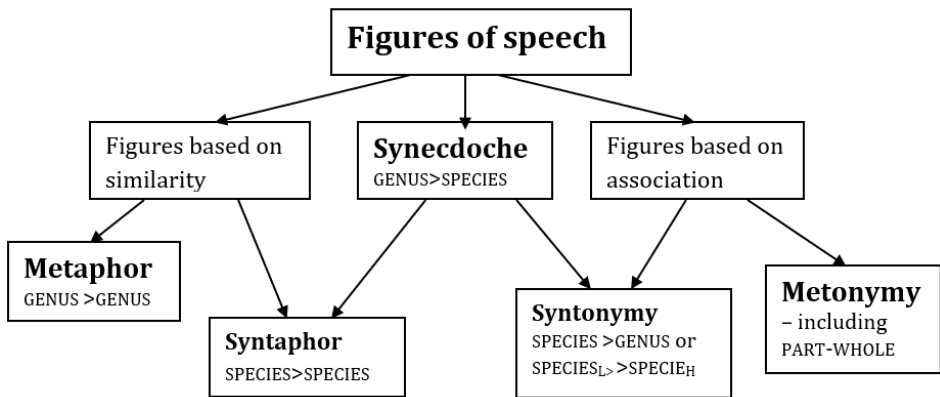 Figures of speech
Figures based on
similarity
Synecdoche
GENUS>SPECIES
Figures based on
association
Metaphor
GENUS >GENUS
Syntaphor
SPECIES>SPECIES
Syntonymy
SPECIES >GENUS or
SPECIESL> >SPECIEH
Metonymy
– including
PART-WHOLE